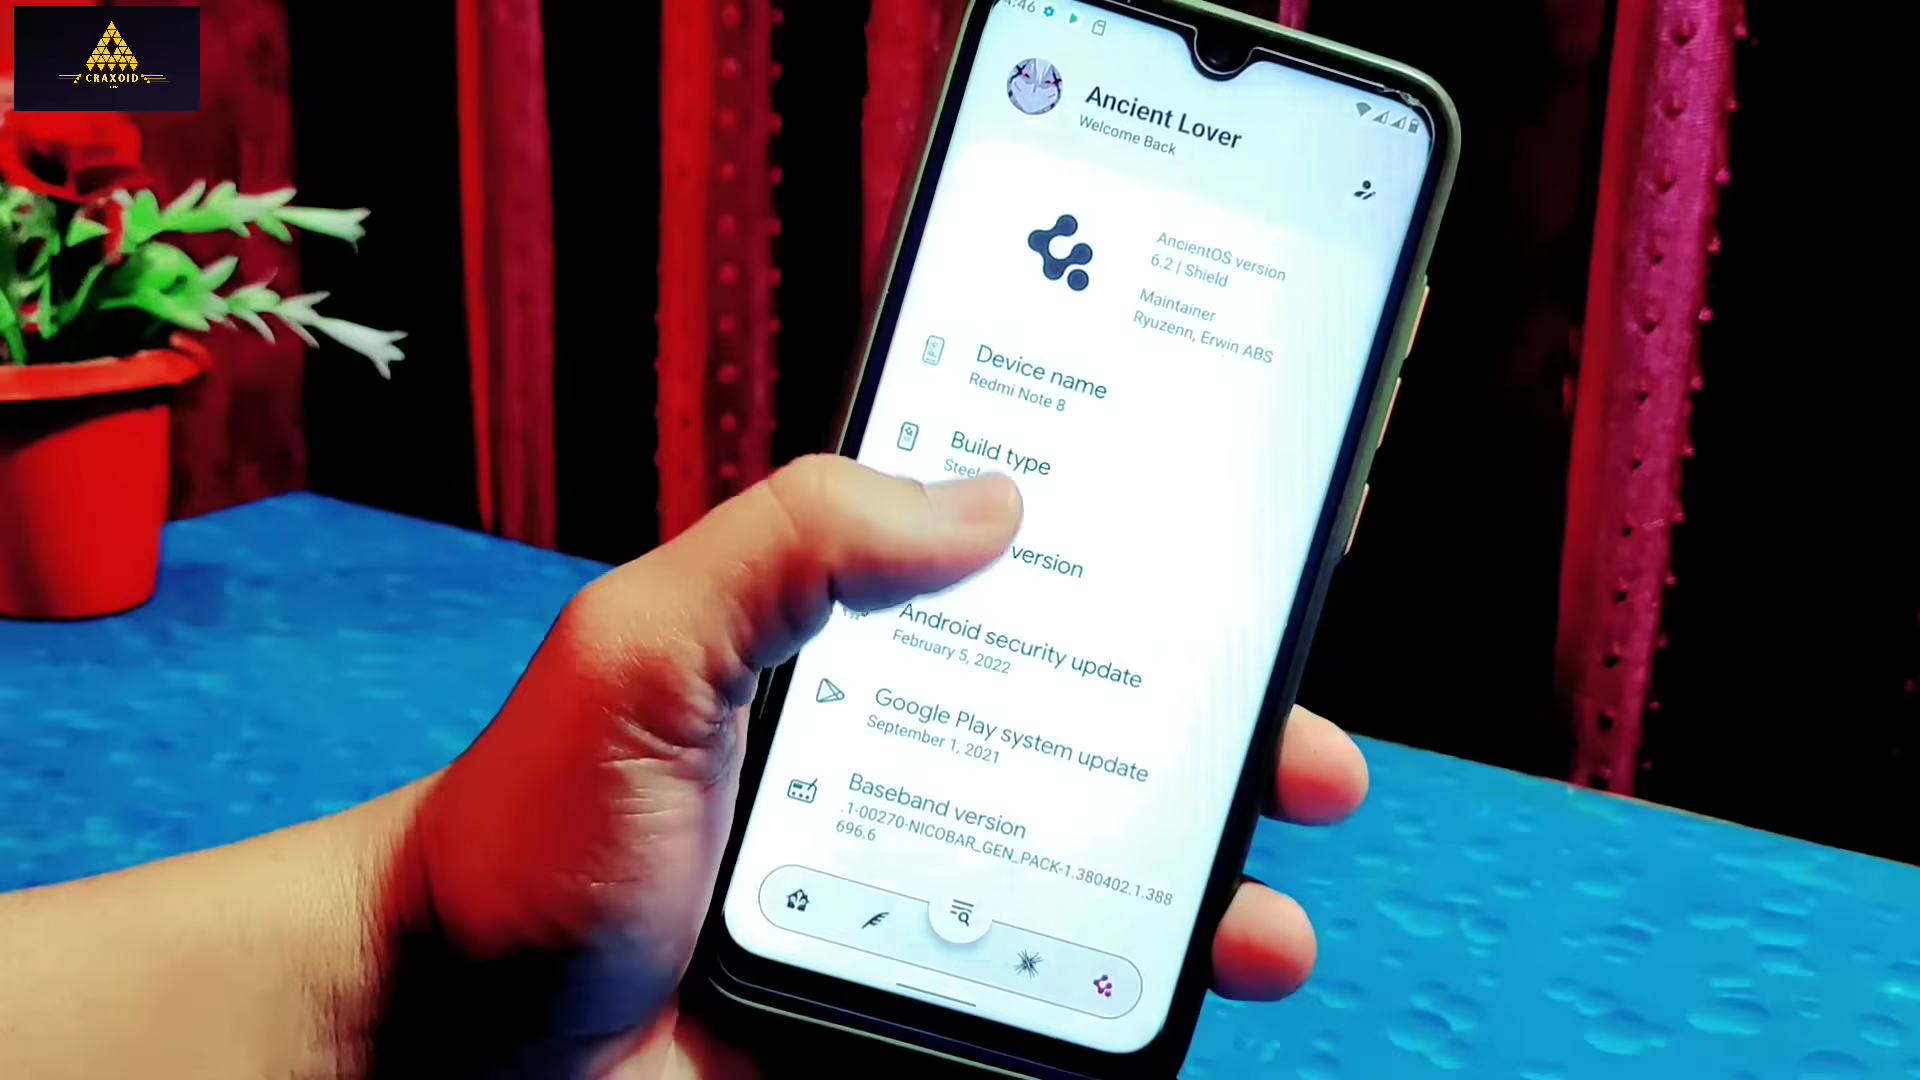 CRAXOID
4:46
Ancient Lover
Welcome Back
AncientOS version
6.2 | Shield
Maintainer
Ryuzenn, Erwin ABS
Device name
Redmi Note 8
Build type
Steel
version
Android security update
February 5, 2022
Google Play system update
September 1, 2021
Baseband version
.1-00270-NICOBAR_GEN_PACK-1.380402.1.388
696.6